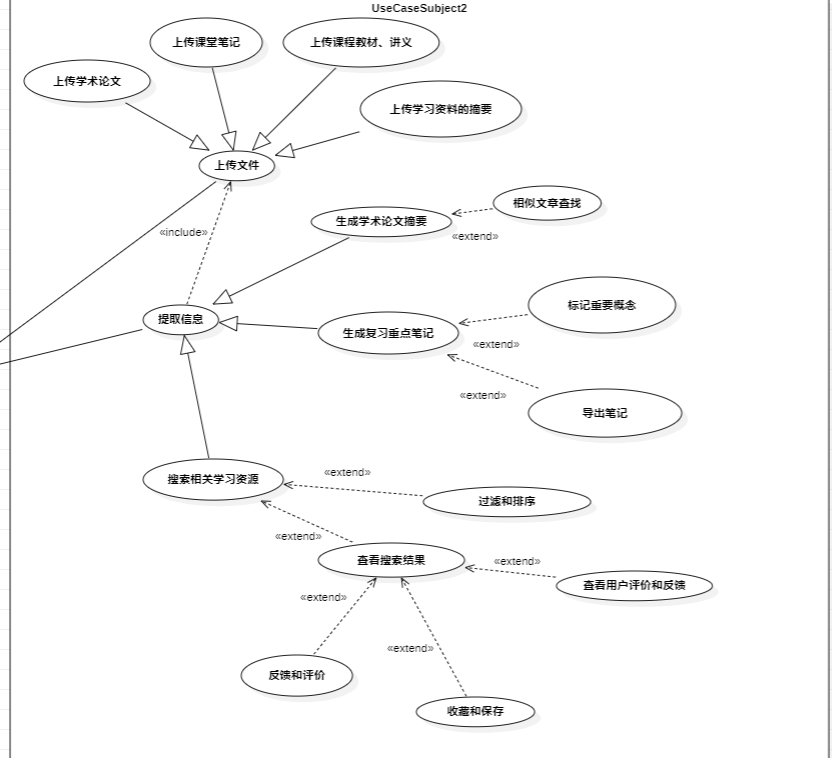 UseCaseSubject2
上传课堂笔记
上传课程教材、讲义
上传学术论文
上传学习资料的摘要
上传文件
相似文章查找
生成学术论文摘要
«include»
«extend»
标记重要概念
提取信息
生成复习重点笔记
«extend»
«extend»
导出笔记
«extend»
搜索相关学习资源
过滤和排序
«extend»
查看搜索结果
«extend»
查看用户评价和反馈
«extend»
«extend»
反馈和评价
收藏和保存